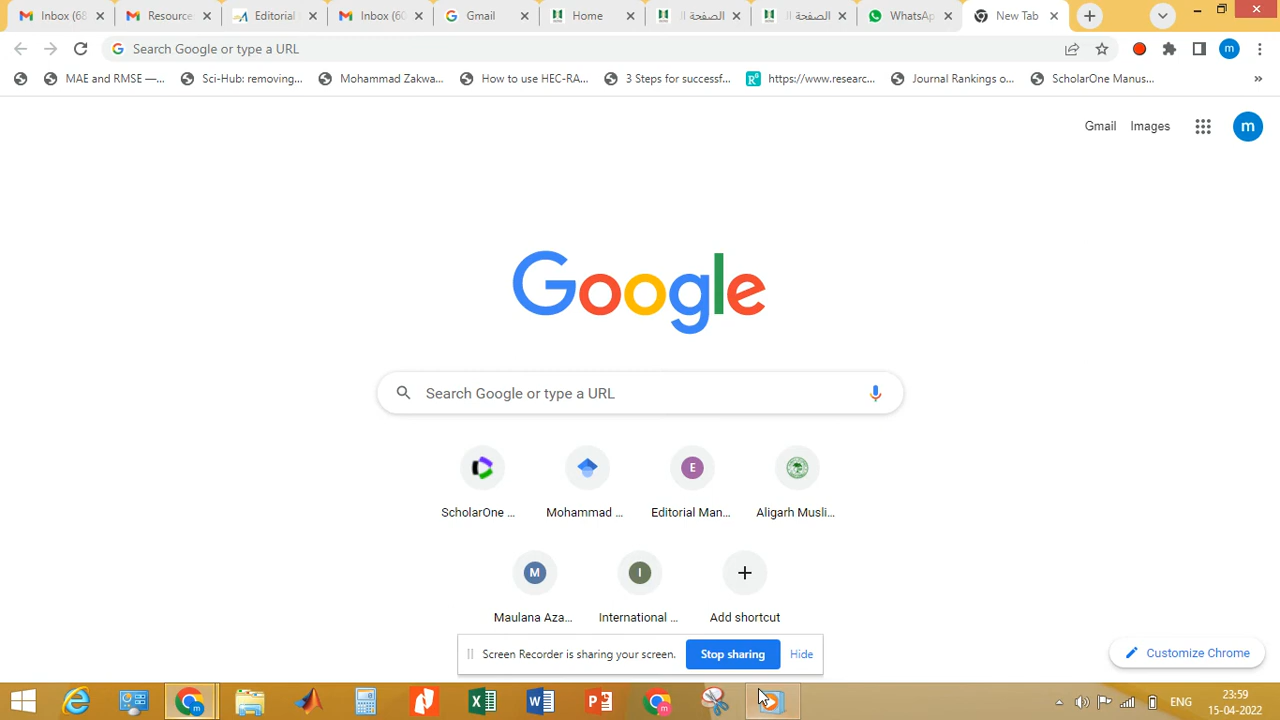 Inbox (68
Resource
Editorial
Inbox (60
Gmail
Home
الصفحة ا
الصفحة ا
WhatsAp
New Tab
Search Google or type a URL
MAE and RMSE —...
Sci-Hub: removing...
Mohammad Zakwa...
How to use HEC-RA...
3 Steps for successf...
https://www.researc...
Journal Rankings o...
ScholarOne Manus...
»
Gmail
Images
m
Google
Search Google or type a URL
ScholarOne ...
Mohammad ...
E
Editorial Man...
Aligarh Musli...
M
Maulana Aza...
I
International ...
Add shortcut
Screen Recorder is sharing your screen.
Stop sharing
Hide
Customize Chrome
ENG
23:59
15-04-2022